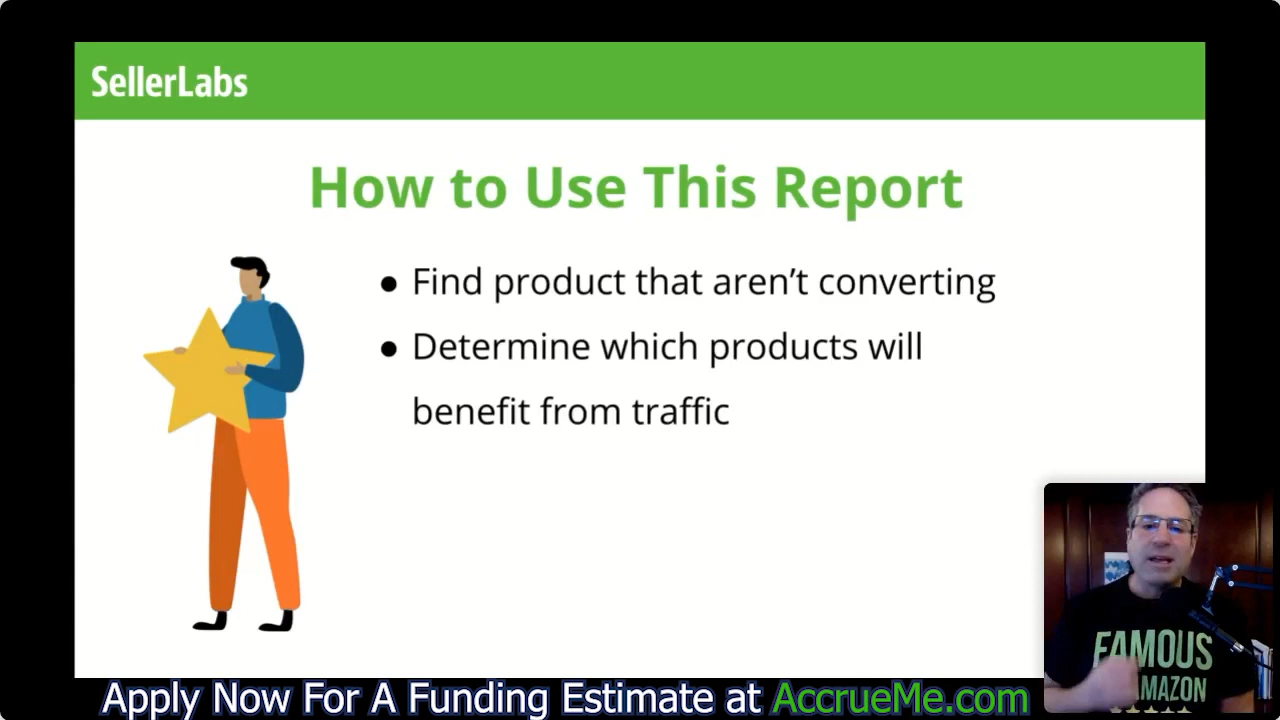 SellerLabs
How to Use This Report
● Find product that aren’t converting
● Determine which products will
benefit from traffic
FAMOUS
AMAZON
Apply Now For A Funding Estimate at AccrueMe.com